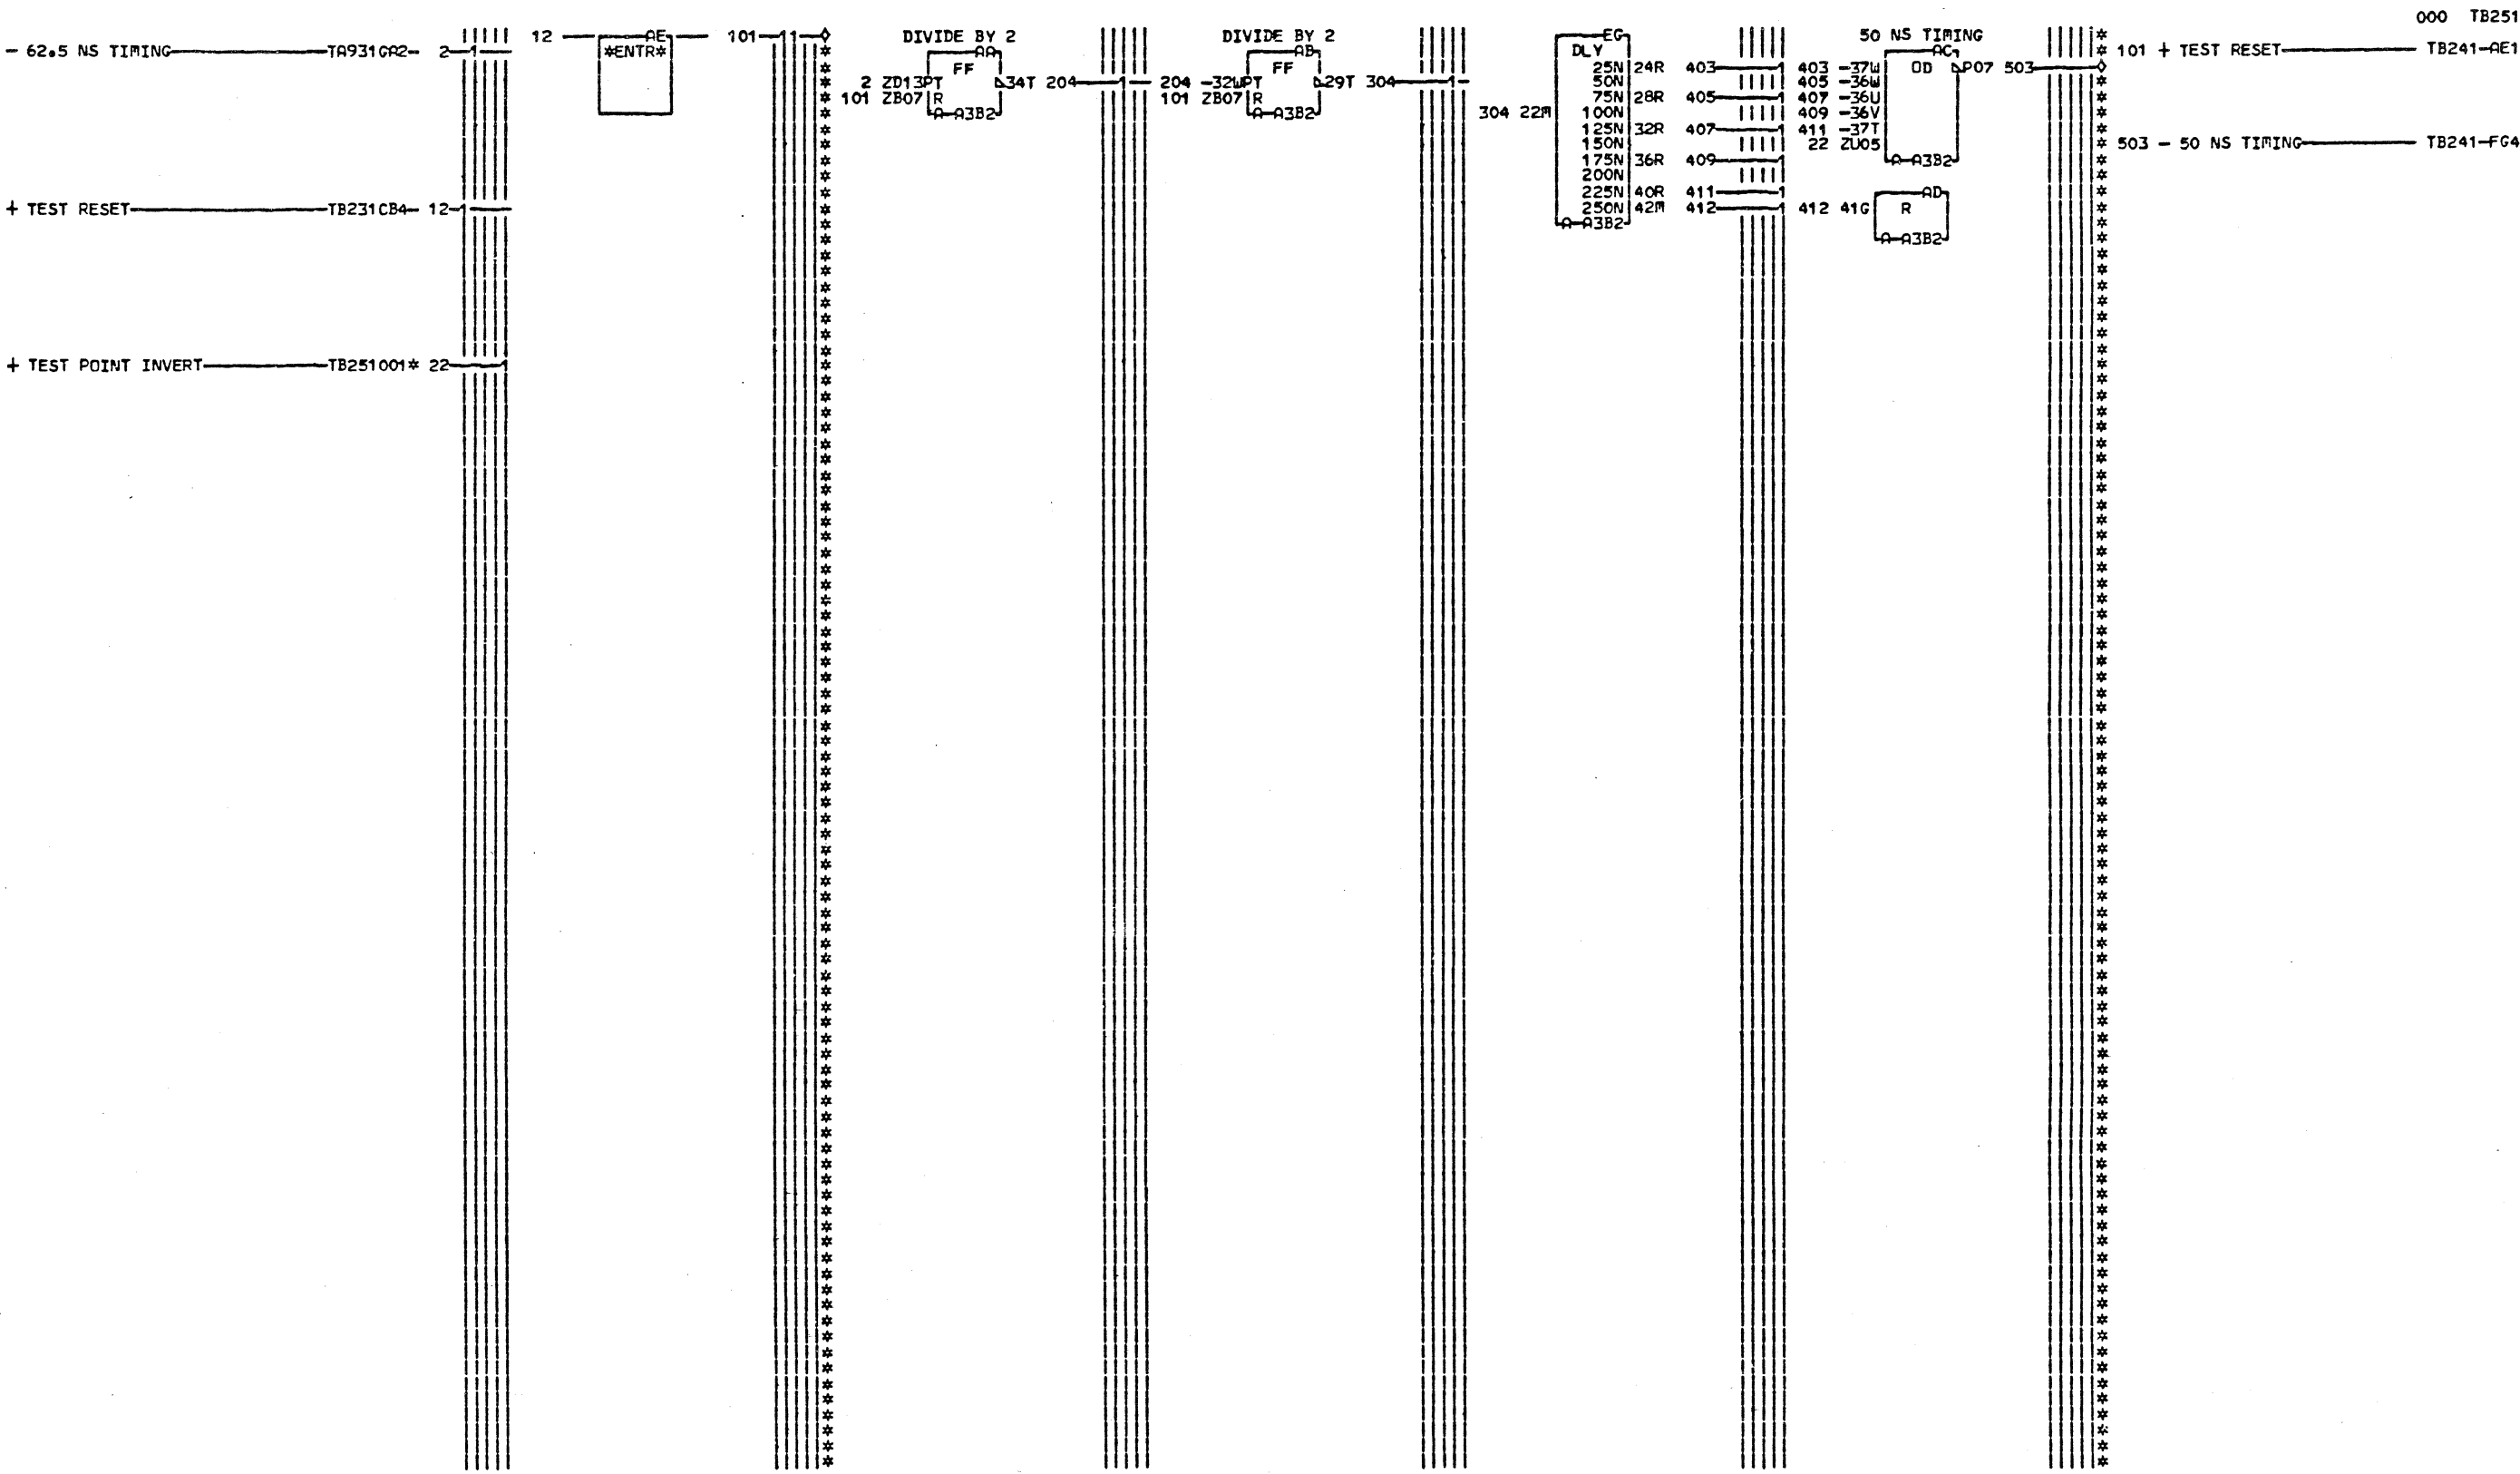 000 TB251
- 62.5 NS TIMING TA931GA2- 2 1
12 AE 101 11
*ENTR*
+ TEST RESET TB231CB4- 12 1
+ TEST POINT INVERT TB251001* 22 1
DIVIDE BY 2
AA
FF
2 ZD13 PT 34T 204 1
101 ZB07 R
A A3B2
DIVIDE BY 2
AB
FF
204 -32W PT 29T 304 1
101 ZB07 R
A A3B2
EG
DLY
25N 24R 403 1
50N
75N 28R 405 1
304 22M 100N
125N 32R 407 1
150N
175N 36R 409 1
200N
225N 40R 411 1
250N 42M 412 1
A A3B2
50 NS TIMING
AC
403 -37W OD P07 503
405 -36W
407 -36U
409 -36V
411 -37T
22 ZU05
A A3B2
AD
412 41G R
A A3B2
101 + TEST RESET TB241-AE1
503 - 50 NS TIMING TB241-FG4